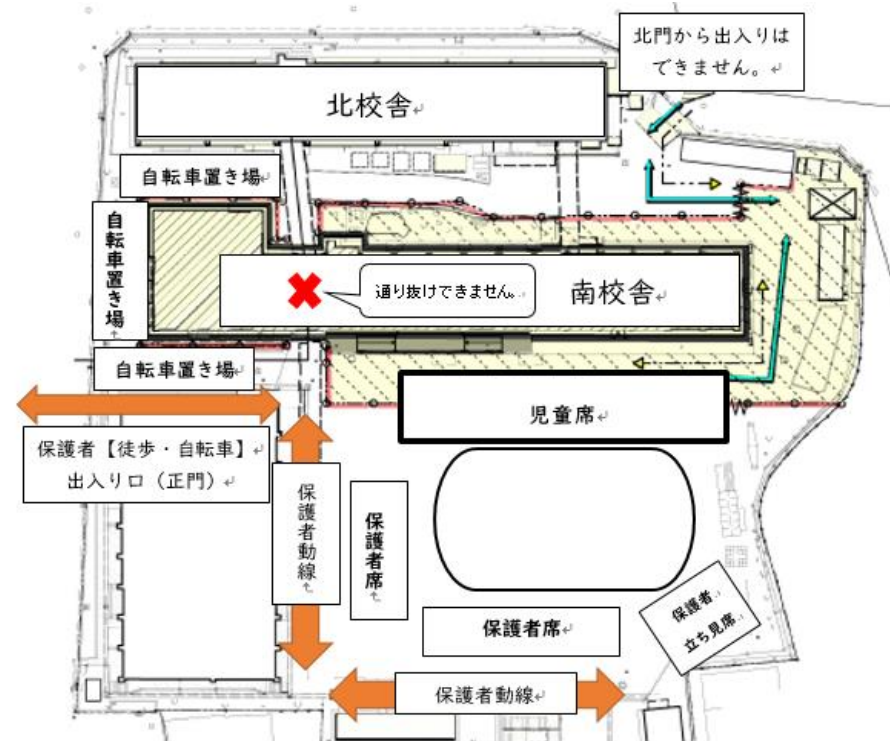 北門から出入りは
できません。
北校舎
自転車置き場
自転車置き場
通り抜けできません。
南校舎
自転車置き場
児童席
保護者【徒歩・自転車】
出入り口（正門）
保護者動線
保護者席
保護者席
保護者
立ち見席
保護者動線